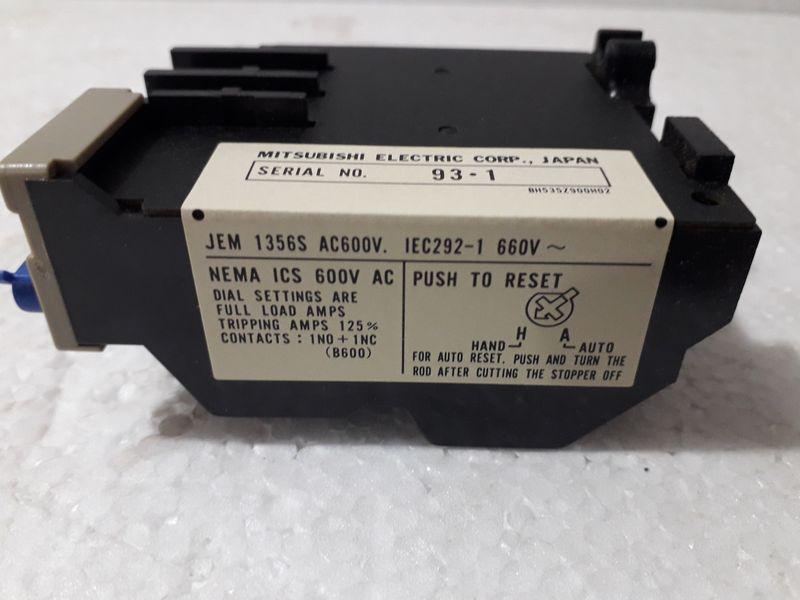 MITSUBISHI ELECTRIC CORP., JAPAN
SERIAL NO. 93-1
BH535Z900H02
JEM 1356S AC600V. IEC292-1 660V ~
NEMA ICS 600V AC
DIAL SETTINGS ARE
FULL LOAD AMPS
TRIPPING AMPS 125%
CONTACTS : 1NO + 1NC
(B600)
PUSH TO RESET
H A
HAND AUTO
FOR AUTO RESET. PUSH AND TURN THE
ROD AFTER CUTTING THE STOPPER OFF